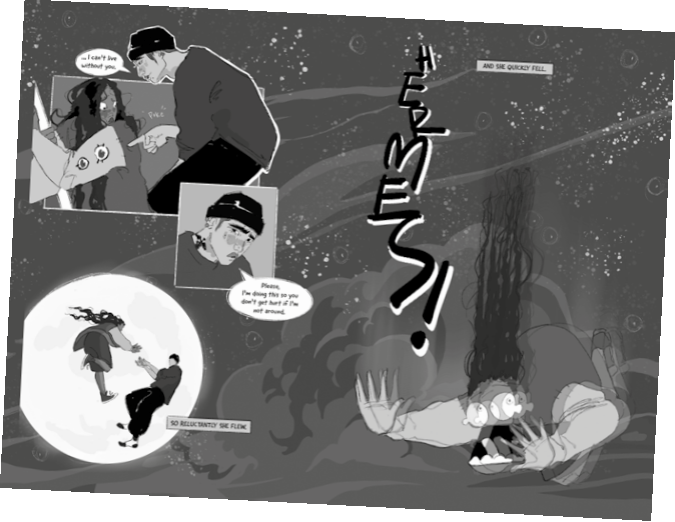 ... I can't live
without you.
Please,
I'm doing this so you
don't get hurt if I'm
not around.
SO RELUCTANTLY SHE FLEW.
HERMES!
AND SHE QUICKLY FELL.